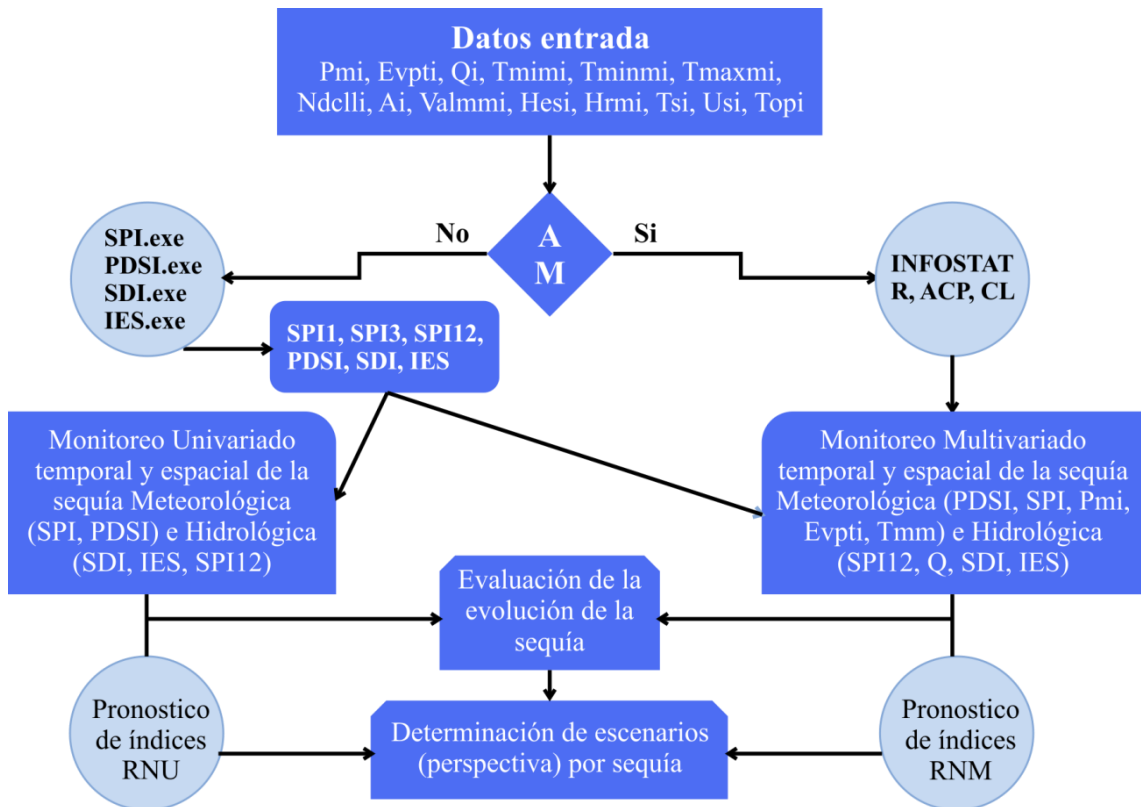 Datos entrada
Pmi, Evpti, Qi, Tmimi, Tminmi, Tmaxmi,
Ndclli, Ai, Valmmi, Hesi, Hrmi, Tsi, Usi, Topi
No
A
M
Si
SPI.exe
PDSI.exe
SDI.exe
IES.exe
INFOSTAT
R, ACP, CL
SPI1, SPI3, SPI12,
PDSI, SDI, IES
Monitoreo Univariado
temporal y espacial de la
sequía Meteorológica
(SPI, PDSI) e Hidrológica
(SDI, IES, SPI12)
Monitoreo Multivariado
temporal y espacial de la sequía
Meteorológica (PDSI, SPI, Pmi,
Evpti, Tmm) e Hidrológica
(SPI12, Q, SDI, IES)
Evaluación de la
evolución de la
sequía
Pronostico
de índices
RNU
Determinación de escenarios
(perspectiva) por sequía
Pronostico
de índices
RNM